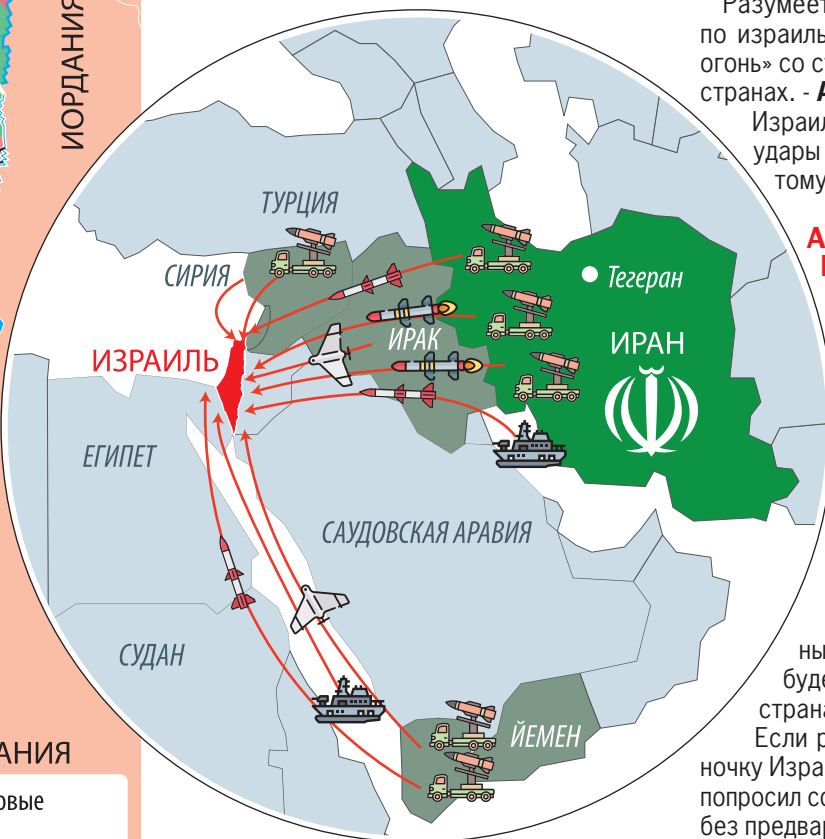 ИОРДАНИЯ
Разумеет
по израиль
огонь» со с
странах. - А
Израил
удары
тому
ТУРЦИЯ
СИРИЯ
Тегеран
ИРАК
ИРАН
ИЗРАИЛЬ
ЕГИПЕТ
САУДОВСКАЯ АРАВИЯ
СУДАН
ЙЕМЕН
АНИЯ
овые
ны
буде
стран
Если р
ночку Изра
попросил со
без предвар